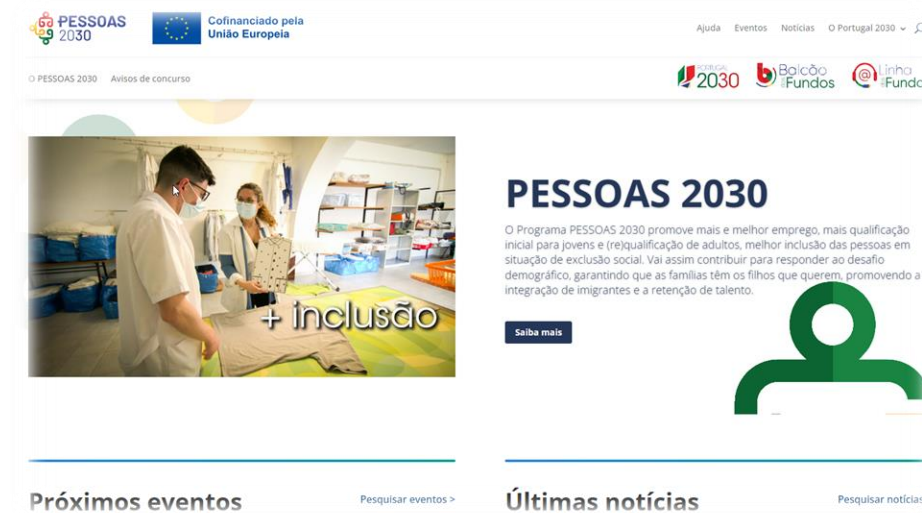 PESSOAS
2030
Cofinanciado pela
União Europeia
Ajuda Eventos Notícias O Portugal 2030
O PESSOAS 2030 Avisos de concurso
PORTUGAL
2030
Balcão
Fundos
Linha
+ inclusão
PESSOAS 2030
O Programa PESSOAS 2030 promove mais e melhor emprego, mais qualificação
inicial para jovens e (re)qualificação de adultos, melhor inclusão das pessoas em
situação de exclusão social. Vai assim contribuir para responder ao desafio
demográfico, garantindo que as famílias têm os filhos que querem, promovendo a
integração de imigrantes e a retenção de talento.
Saiba mais
Próximos eventos
Pesquisar eventos >
Últimas notícias
Pesquisar notícias